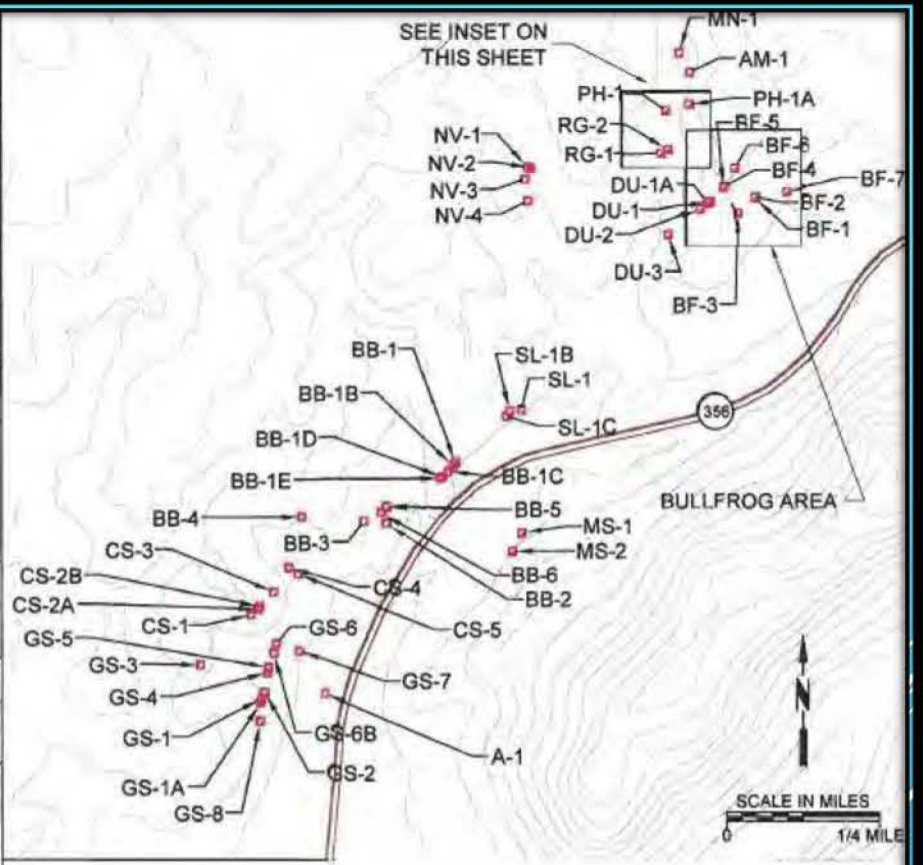 SEE INSET ON
THIS SHEET
MN-1
AM-1
PH-1
PH-1A
BF-5
RG-2
RG-1
BF-6
BF-4
BF-7
NV-1
NV-2
NV-3
NV-4
DU-1A
DU-1
DU-2
BF-2
BF-1
DU-3
BF-3
BB-1
SL-1B
SL-1
BB-1B
SL-1C
356
BB-1D
BB-1C
BB-1E
BULLFROG AREA
BB-5
BB-4
MS-1
BB-3
MS-2
CS-3
BB-6
CS-2B
CS-4
BB-2
CS-2A
CS-1
CS-5
GS-6
GS-5
GS-3
GS-7
GS-4
N
GS-1
GS-6B
A-1
GS-1A
GS-2
GS-8
SCALE IN MILES
0 1/4 MILE